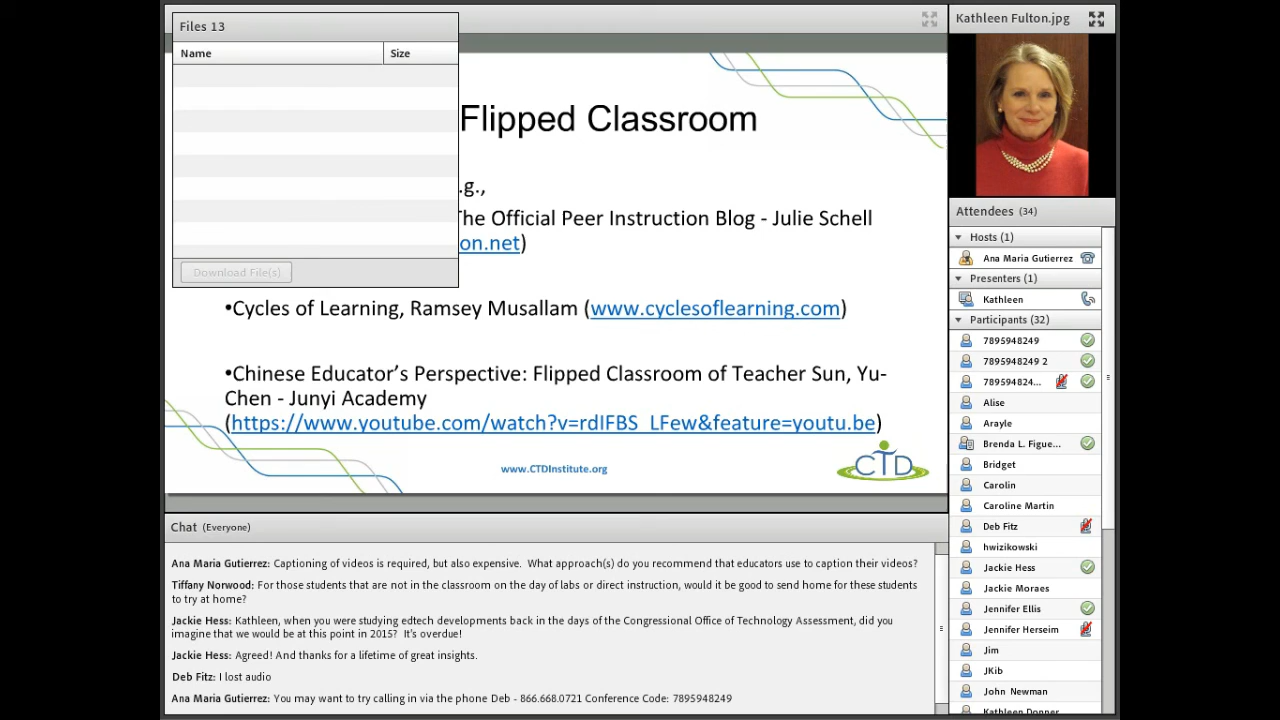 Files 13
Name Size
Download File(s)
Flipped Classroom
.g.,
The Official Peer Instruction Blog - Julie Schell
on.net)
•Cycles of Learning, Ramsey Musallam (www.cyclesoflearning.com)
•Chinese Educator’s Perspective: Flipped Classroom of Teacher Sun, Yu-
Chen - Junyi Academy
(https://www.youtube.com/watch?v=rdIFBS_LFew&feature=youtu.be)
www.CTDInstitute.org
CTD
Chat (Everyone)
Ana Maria Gutierrez: Captioning of videos is required, but also expensive. What approach(s) do you recommend that educators use to caption their videos?
Tiffany Norwood: For those students that are not in the classroom on the day of labs or direct instruction, would it be good to send home for these students
to try at home?
Jackie Hess: Kathleen, when you were studying edtech developments back in the days of the Congressional Office of Technology Assessment, did you
imagine that we would be at this point in 2015? It's overdue!
Jackie Hess: Agreed! And thanks for a lifetime of great insights.
Deb Fitz: I lost audio
Ana Maria Gutierrez: You may want to try calling in via the phone Deb - 866.668.0721 Conference Code: 7895948249
Kathleen Fulton.jpg
Attendees (34)
Hosts (1)
Ana Maria Gutierrez
Presenters (1)
Kathleen
Participants (32)
7895948249
7895948249 2
789594824...
Alise
Arayle
Brenda L. Figue...
Bridget
Carolin
Caroline Martin
Deb Fitz
hwizikowski
Jackie Hess
Jackie Moraes
Jennifer Ellis
Jennifer Herseim
Jim
JKib
John Newman
Kathleen Donner